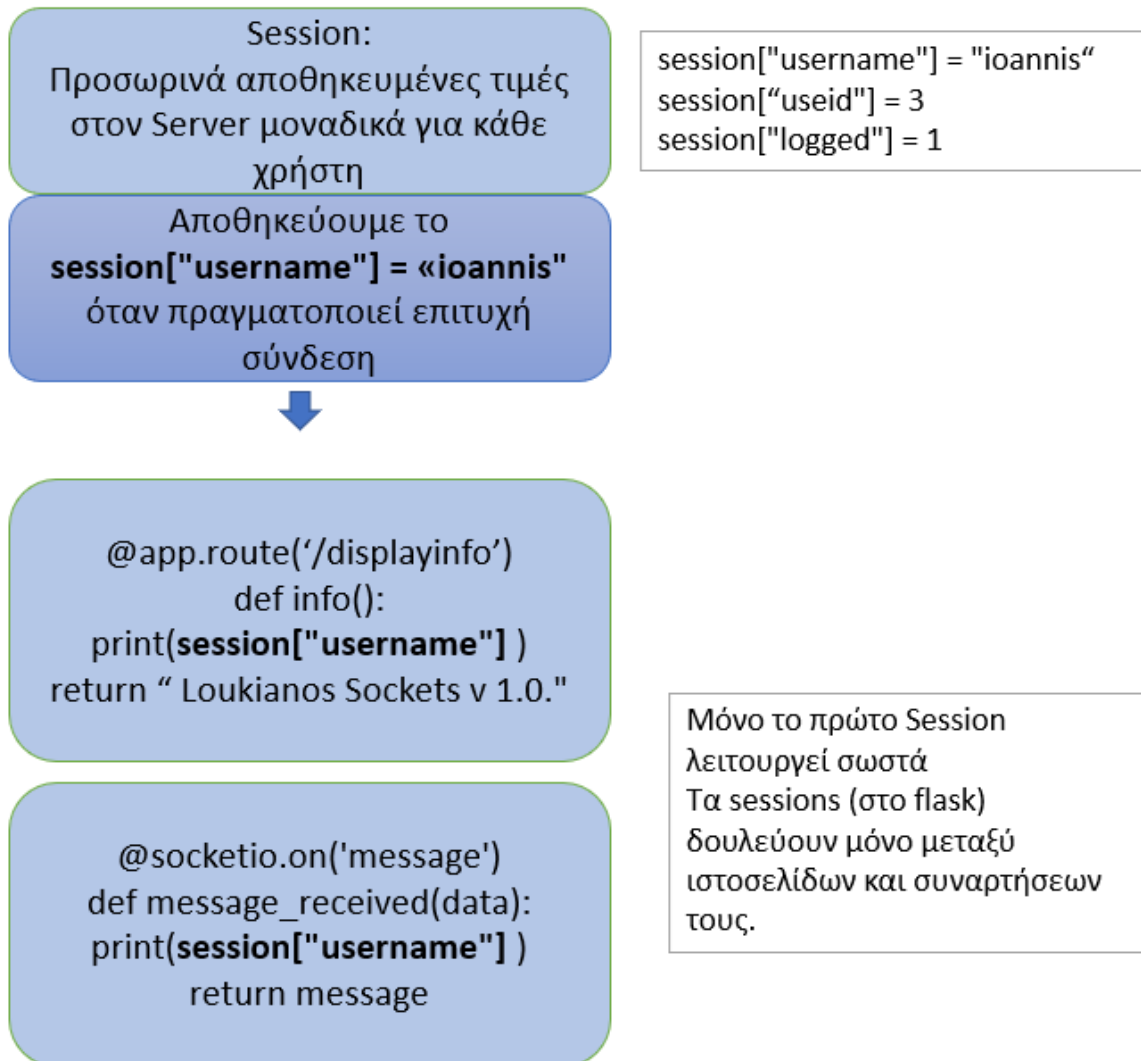 Session:
Προσωρινά αποθηκευμένες τιμές
στον Server μοναδικά για κάθε
χρήστη
session["username"] = "ioannis“
session[“useid"] = 3
session["logged"] = 1
Αποθηκεύουμε το
session["username"] = «ioannis"
όταν πραγματοποιεί επιτυχή
σύνδεση
@app.route(‘/displayinfo’)
def info():
print(session["username"] )
return “ Loukianos Sockets v 1.0."
@socketio.on('message')
def message_received(data):
print(session["username"] )
return message
Μόνο το πρώτο Session
λειτουργεί σωστά
Τα sessions (στο flask)
δουλεύουν μόνο μεταξύ
ιστοσελίδων και συναρτήσεων
τους.